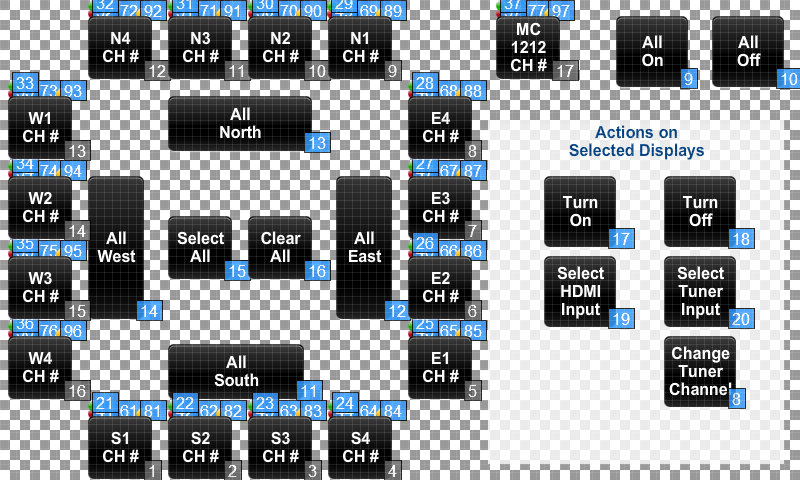 32 72 92
31 71 91
30 70 90
29 69 89
37 77 97
N4
CH #
12
N3
CH #
11
N2
CH #
10
N1
CH #
9
MC
1212
CH #
17
All
On
9
All
Off
10
33 73 93
W1
CH #
13
All
North
13
28 68 88
E4
CH #
8
Actions on
Selected Displays
34 74 94
W2
CH #
14
All
West
14
Select
All
15
Clear
All
16
All
East
12
27 67 87
E3
CH #
7
Turn
On
17
Turn
Off
18
35 75 95
W3
CH #
15
26 66 86
E2
CH #
6
Select
HDMI
Input
19
Select
Tuner
Input
20
36 76 96
W4
CH #
16
All
South
11
25 65 85
E1
CH #
5
Change
Tuner
Channel
8
21 61 81
S1
CH #
1
22 62 82
S2
CH #
2
23 63 83
S3
CH #
3
24 64 84
S4
CH #
4